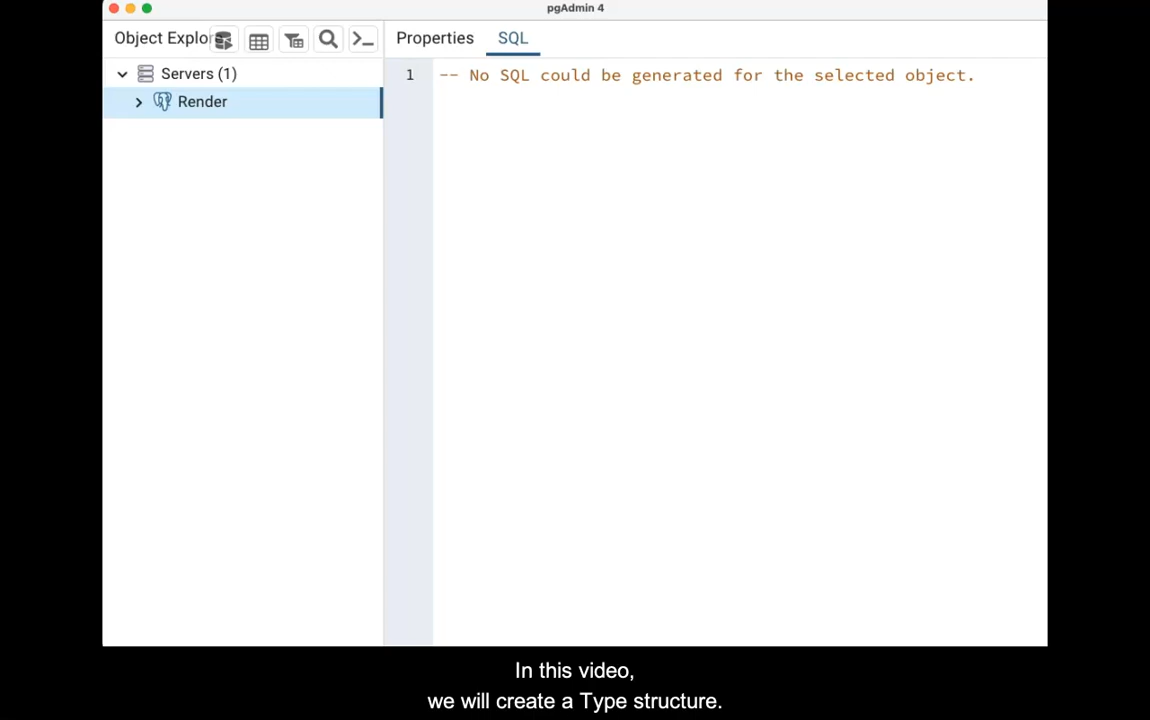 pgAdmin 4
Object Explor
Properties SQL
Servers (1)
Render
1 -- No SQL could be generated for the selected object.
In this video,
we will create a Type structure.